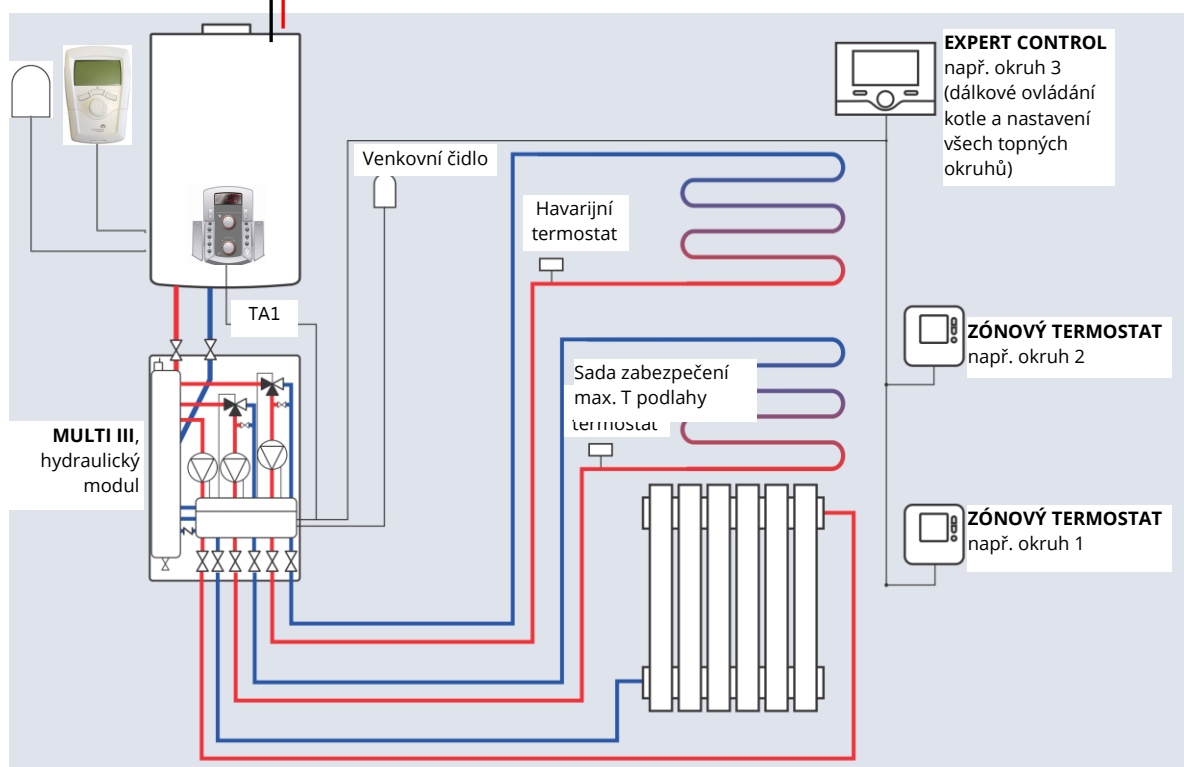 EXPERT CONTROL
např. okruh 3
(dálkové ovládání
kotle a nastavení
všech topných
okruhů)
Venkovní čidlo
Havarijní
termostat
TA1
ZÓNOVÝ TERMOSTAT
např. okruh 2
Sada zabezpečení
max. T podlahy
termostat
MULTI III,
hydraulický
modul
ZÓNOVÝ TERMOSTAT
např. okruh 1